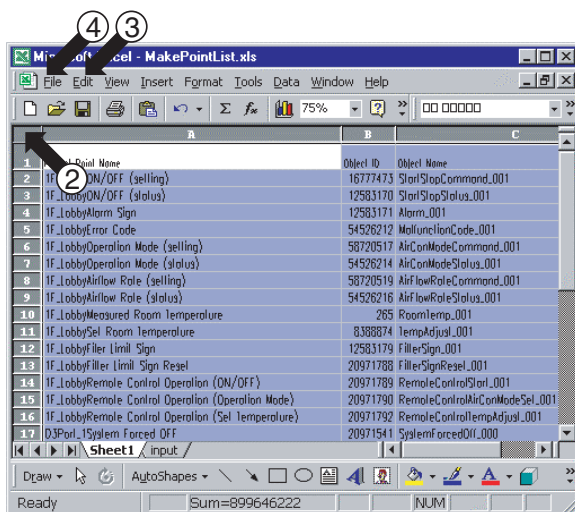 ④ ③
Microsoft Excel - MakePointList.xls
File Edit View Insert Format Tools Data Window Help
Σ fx 75%
A B C
②
1 Point Name Object ID Object Name
2 1F ON/OFF (setting) 16777473 StartStopCommand_001
3 1F_LobbyON/OFF (status) 12583170 StartStopStatus_001
4 1F_LobbyAlarm Sign 12583171 Alarm_001
5 1F_LobbyError Code 54526212 MalfunctionCode_001
6 1F_LobbyOperation Mode (setting) 58720517 AirConModeCommand_001
7 1F_LobbyOperation Mode (status) 54526214 AirConModeStatus_001
8 1F_LobbyAirflow Rate (setting) 58720519 AirFlowRateCommand_001
9 1F_LobbyAirflow Rate (status) 54526216 AirFlowRateStatus_001
10 1F_LobbyMeasured Room Temperature 265 RoomTemp_001
11 1F_LobbySet Room Temperature 8388874 TempAdjust_001
12 1F_LobbyFilter Limit Sign 12583179 FilterSign_001
13 1F_LobbyFilter Limit Sign Reset 20971788 FilterSignReset_001
14 1F_LobbyRemote Control Operation (ON/OFF) 20971789 RemoteControlStart_001
15 1F_LobbyRemote Control Operation (Operation Mode) 20971790 RemoteControlAirConModeSet_001
16 1F_LobbyRemote Control Operation (Set Temperature) 20971792 RemoteControlTempAdjust_001
17 D3Port_1System Forced OFF 20971541 SystemForcedOff_000
Sheet1 input
Draw AutoShapes A
Ready Sum=899646222 NUM